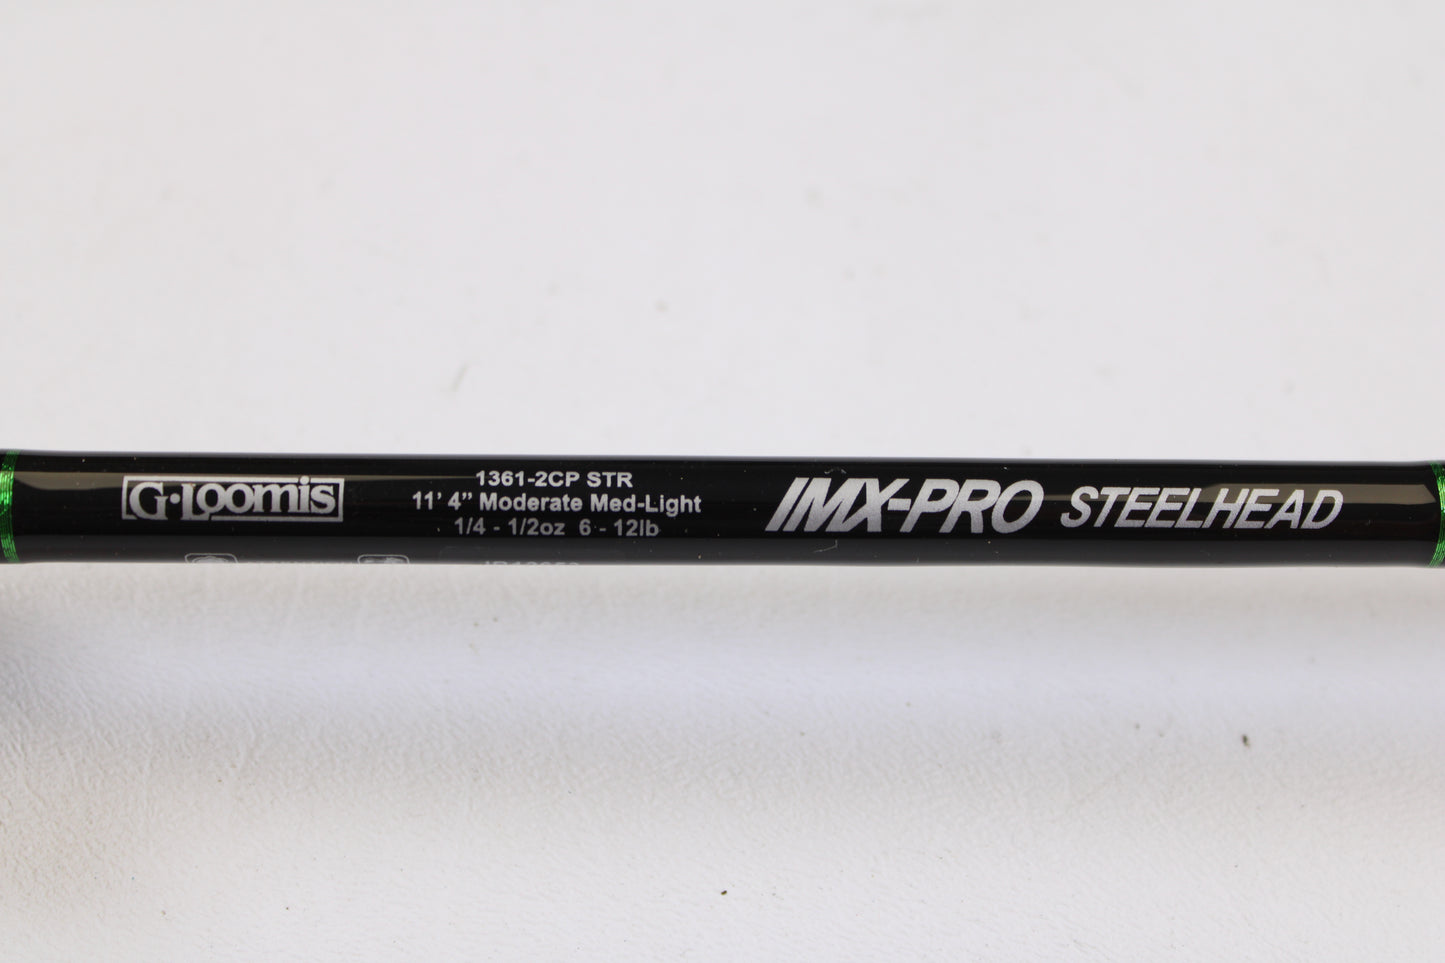 G·Loomis
1361-2CP STR
11' 4” Moderate Med-Light
1/4 - 1/2oz 6 - 12lb
IMX-PRO STEELHEAD